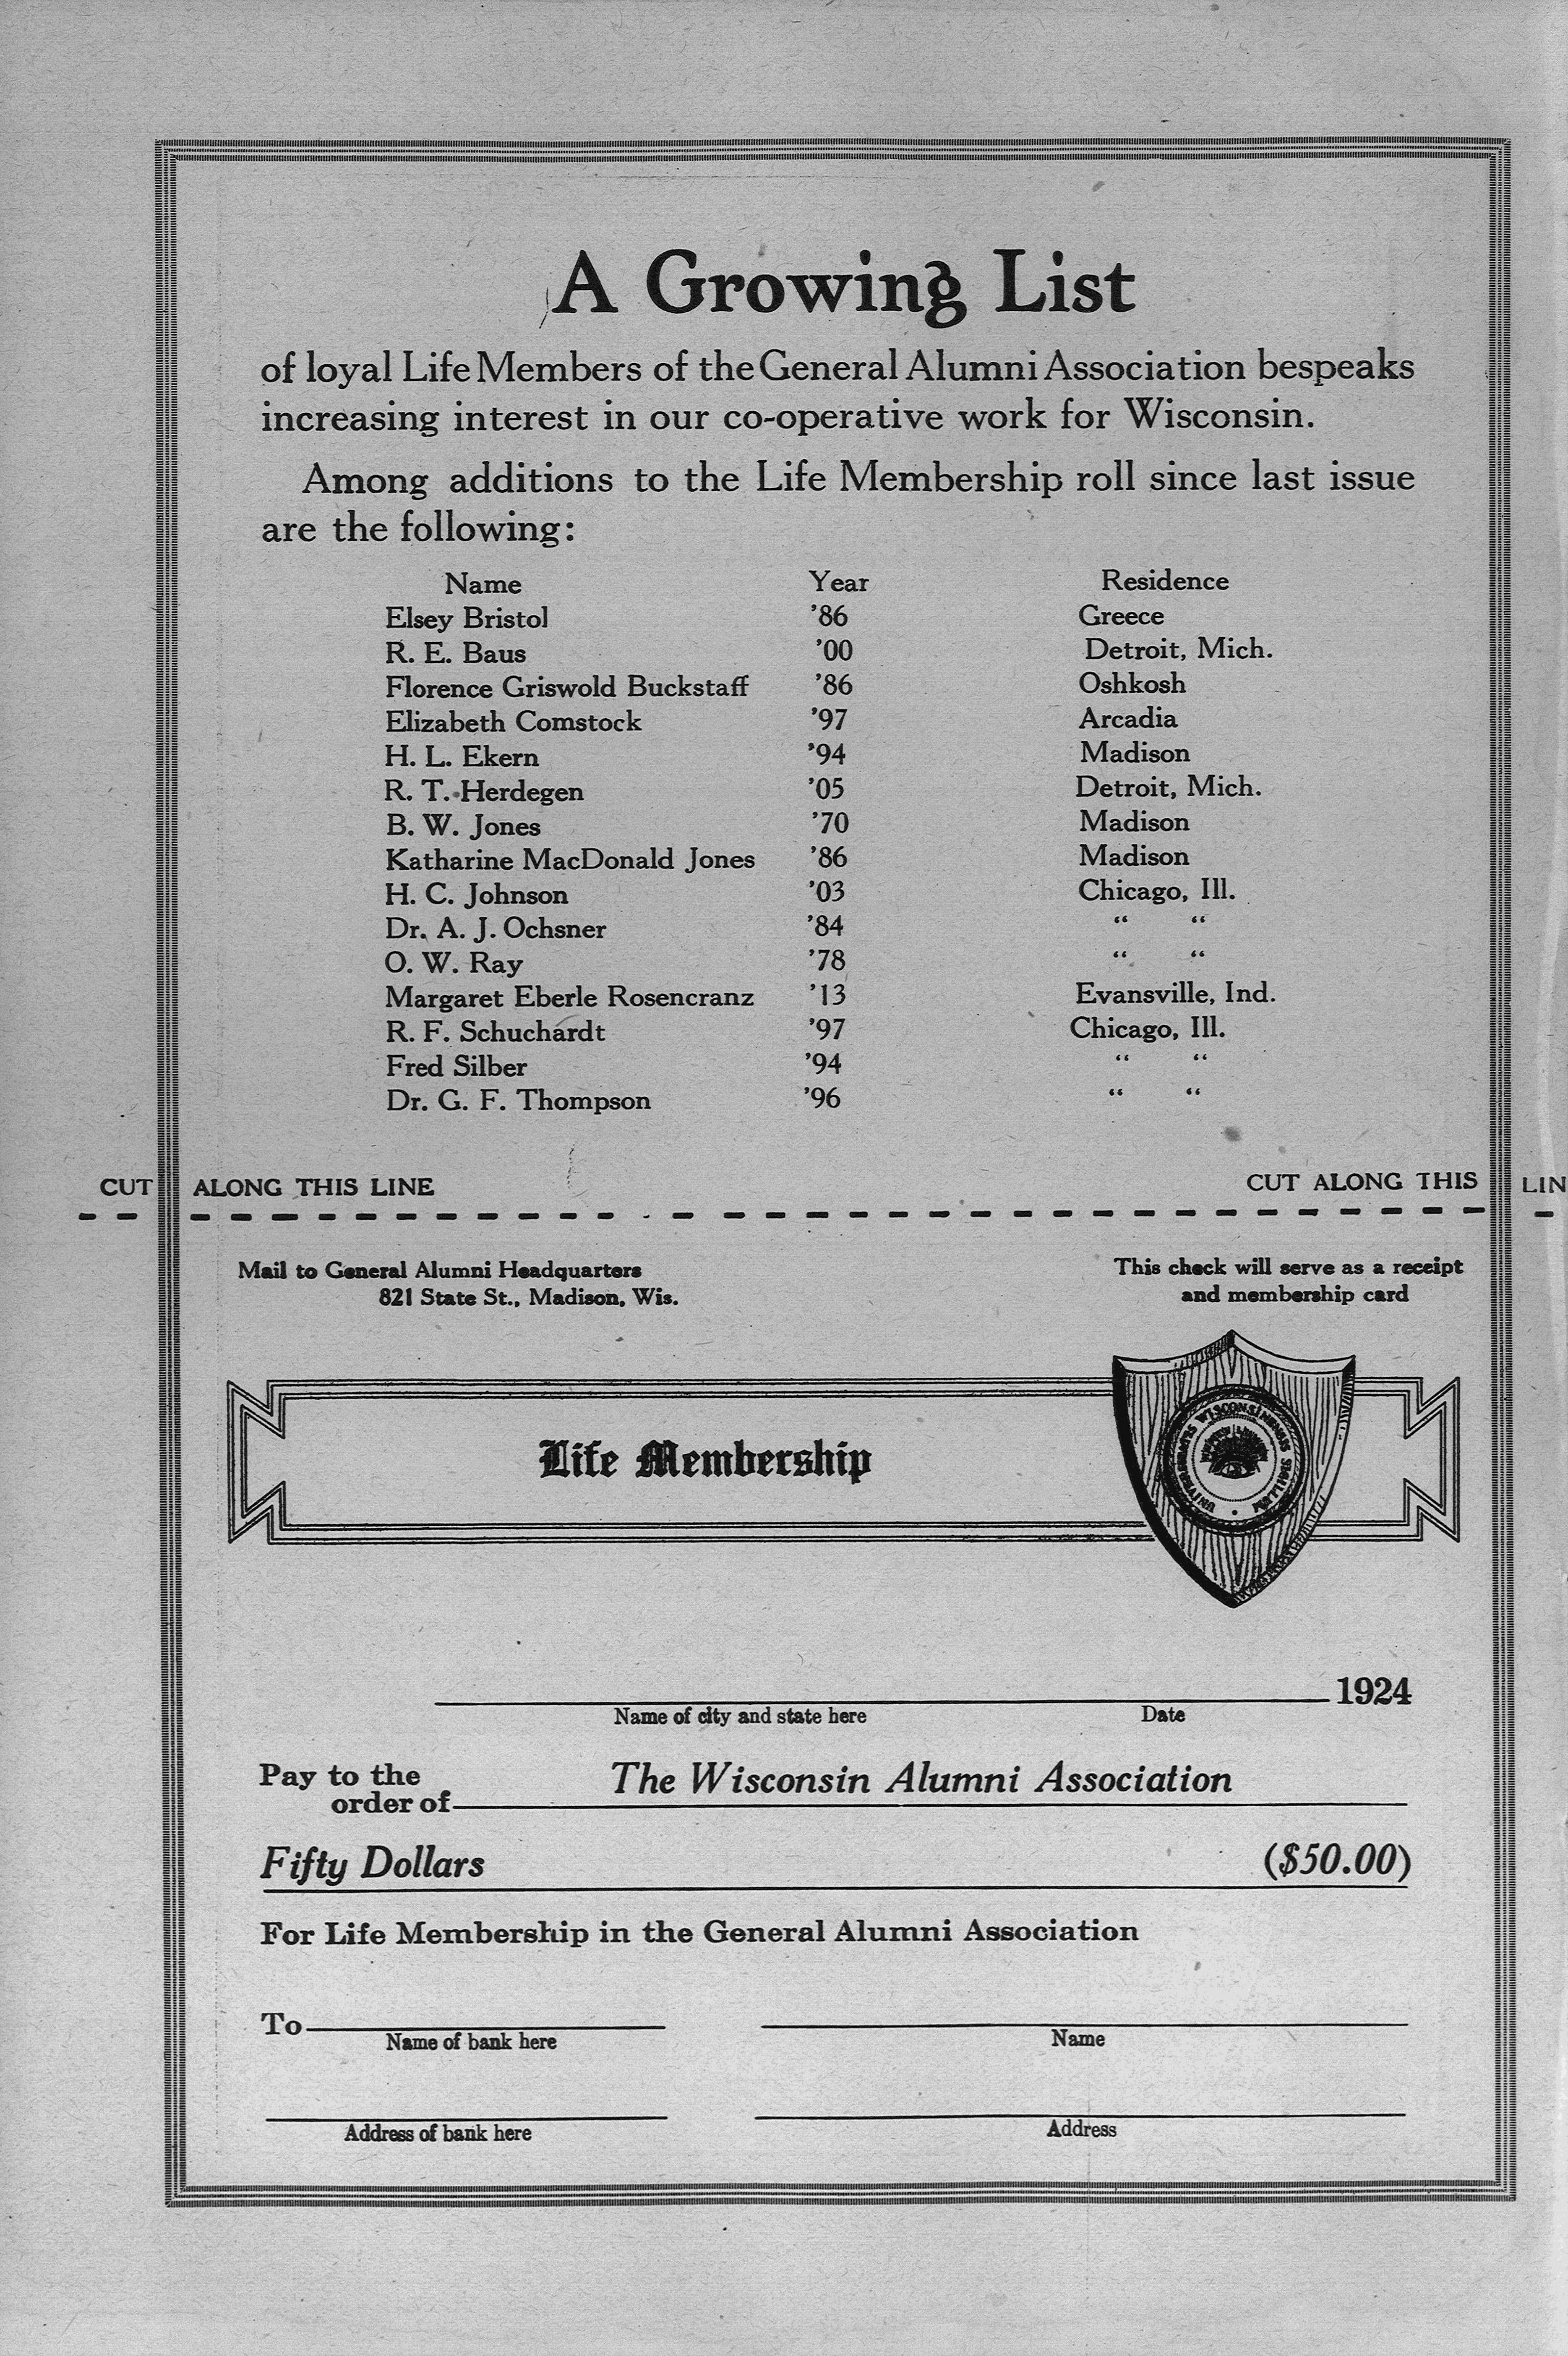 A Growing List
of loyal Life Members of the General Alumni Association bespeaks
increasing interest in our co-operative work for Wisconsin.
Among additions to the Life Membership roll since last issue
are the following:
Name Year Residence
Elsey Bristol '86 Greece
R. E. Baus '00 Detroit, Mich.
Florence Griswold Buckstaff '86 Oshkosh
Elizabeth Comstock '97 Arcadia
H. L. Ekern '94 Madison
R. T. Herdegen '05 Detroit, Mich.
B. W. Jones '70 Madison
Katharine MacDonald Jones '86 Madison
H. C. Johnson '03 Chicago, Ill.
Dr. A. J. Ochsner '84 “ “
O. W. Ray '78 “ “
Margaret Eberle Rosencranz '13 Evansville, Ind.
R. F. Schuchardt '97 Chicago, Ill.
Fred Silber '94 “ “
Dr. G. F. Thompson '96 “ “
CUT ALONG THIS LINE CUT ALONG THIS LIN
Mail to General Alumni Headquarters This check will serve as a receipt
821 State St., Madison, Wis. and membership card
UNIVERSITATIS WISCONSINENSIS SIGILLUM
Life Membership
1924
Name of city and state here Date
Pay to the The Wisconsin Alumni Association
order of
Fifty Dollars ($50.00)
For Life Membership in the General Alumni Association
To
Name of bank here Name
Address of bank here Address